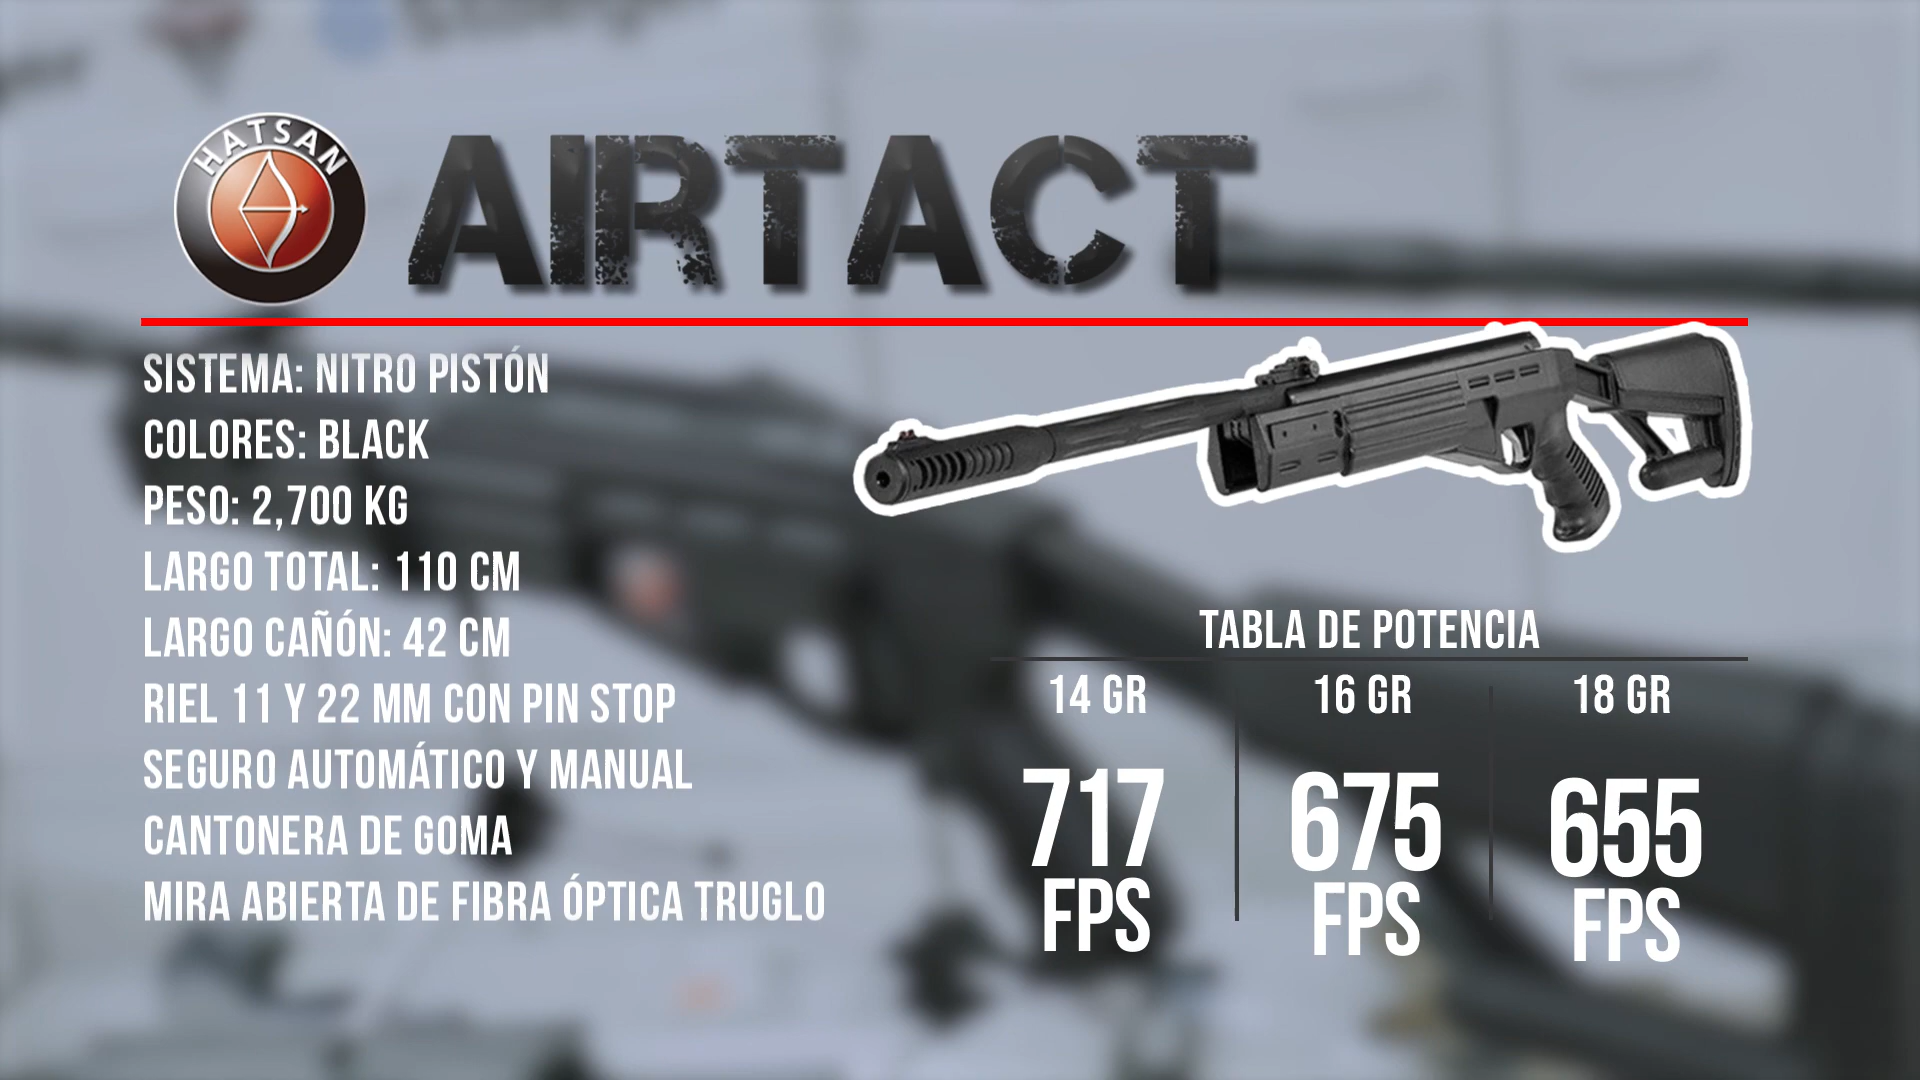 HATSAN
AIRTACT
SISTEMA: NITRO PISTÓN
COLORES: BLACK
PESO: 2,700 KG
LARGO TOTAL: 110 CM
LARGO CAÑÓN: 42 CM
RIEL 11 Y 22 MM CON PIN STOP
SEGURO AUTOMÁTICO Y MANUAL
CANTONERA DE GOMA
MIRA ABIERTA DE FIBRA ÓPTICA TRUGLO
TABLA DE POTENCIA
14 GR 16 GR 18 GR
717 675 655
FPS FPS FPS